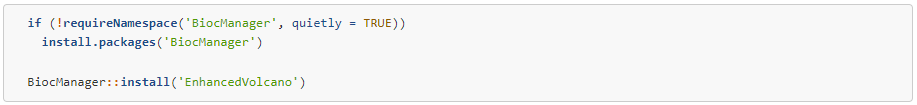 if (!requireNamespace('BiocManager', quietly = TRUE))
  install.packages('BiocManager')

BiocManager::install('EnhancedVolcano')